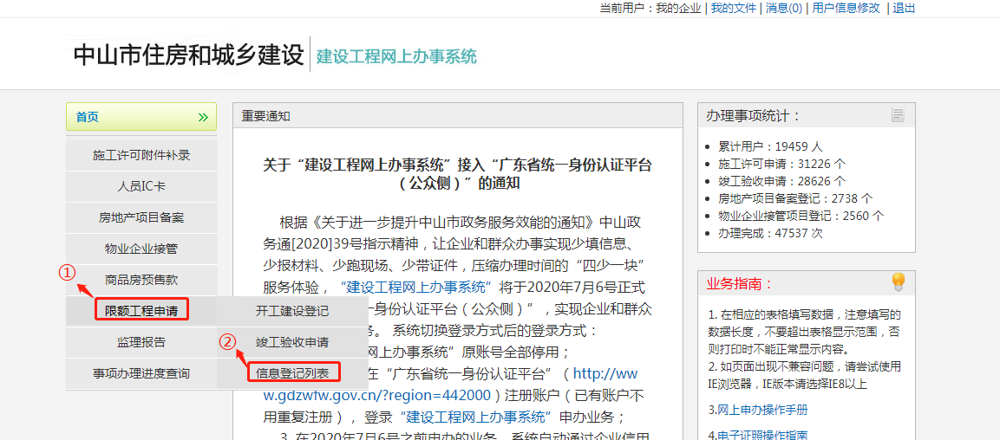 当前用户：我的企业 | 我的文件 | 消息(0) | 用户信息修改 | 退出
中山市住房和城乡建设 建设工程网上办事系统
首页
施工许可附件补录
人员IC卡
房地产项目备案
物业企业接管
商品房预售款
①
限额工程申请
监理报告
事项办理进度查询
开工建设登记
竣工验收申请
②
信息登记列表
重要通知
关于“建设工程网上办事系统”接入“广东省统一身份认证平台
（公众侧）”的通知
根据《关于进一步提升中山市政务服务效能的通知》中山政
务通[2020]39号指示精神，让企业和群众办事实现少填信息、
少报材料、少跑现场、少带证件，压缩办理时间的“四少一块”
服务体验，“建设工程网上办事系统”将于2020年7月6号正式
一身份认证平台（公众侧）”，实现企业和群众
。 系统切换登录方式后的登录方式：
网上办事系统”原账号全部停用；
在“广东省统一身份认证平台”（http://ww
w.gdzwfw.gov.cn/?region=442000）注册账户（已有账户不
用重复注册），登录“建设工程网上办事系统”申办业务；
3. 在2020年7月6号之前申办的业务，系统自动通过企业信用
办理事项统计：
累计用户：19459 人
施工许可申请：31226 个
竣工验收申请：28626 个
房地产项目备案登记：2738 个
物业企业接管项目登记：2560 个
办理完成：47537 次
业务指南：
1. 在相应的表格填写数据，注意填写的
数据长度，不要超出表格显示范围，否
则打印时不能正常显示内容。
2. 如页面出现不兼容问题，请尝试使用
IE浏览器，IE版本请选择IE8以上
3.网上申办操作手册
4.电子证照操作指南